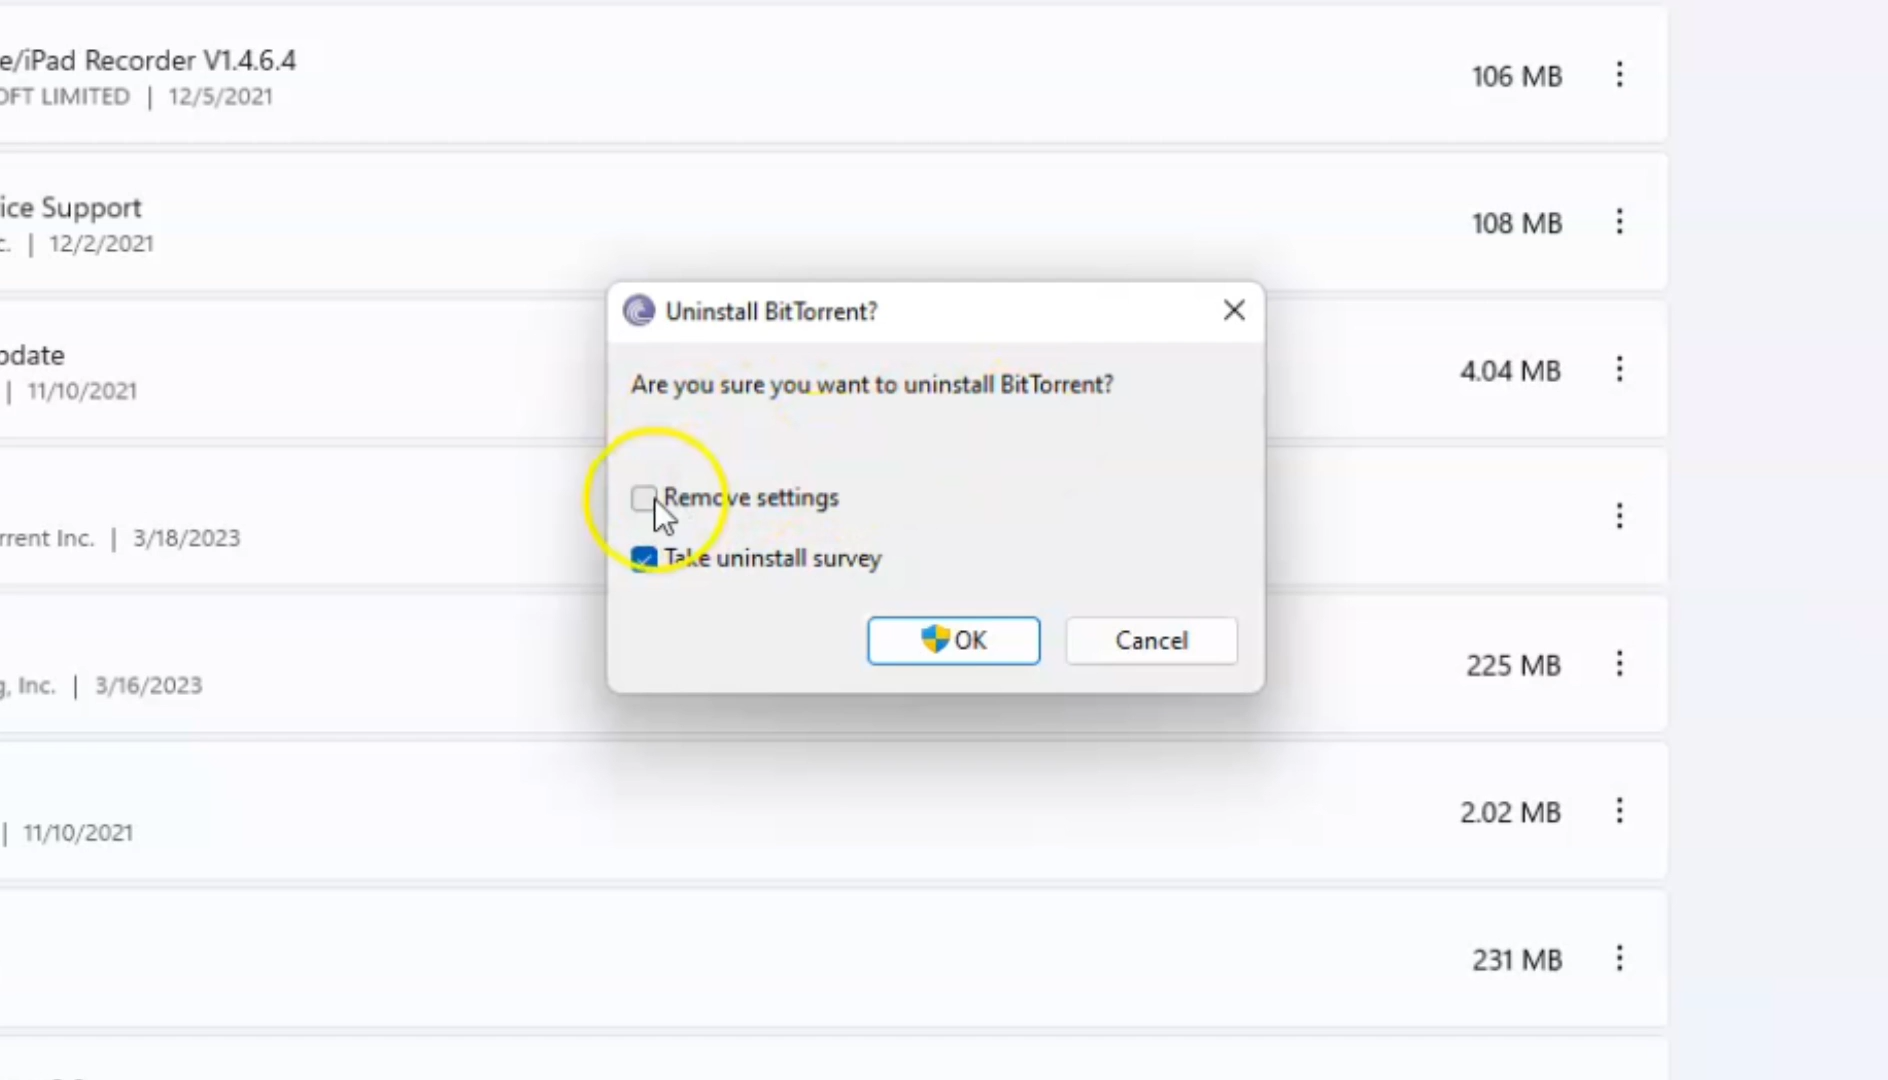 e/iPad Recorder V1.4.6.4
OFT LIMITED | 12/5/2021
106 MB
ice Support
c. | 12/2/2021
108 MB
pdate
| 11/10/2021
4.04 MB
rrent Inc. | 3/18/2023
g, Inc. | 3/16/2023
225 MB
| 11/10/2021
2.02 MB
231 MB
Uninstall BitTorrent?
Are you sure you want to uninstall BitTorrent?
Remove settings
Take uninstall survey
OK
Cancel